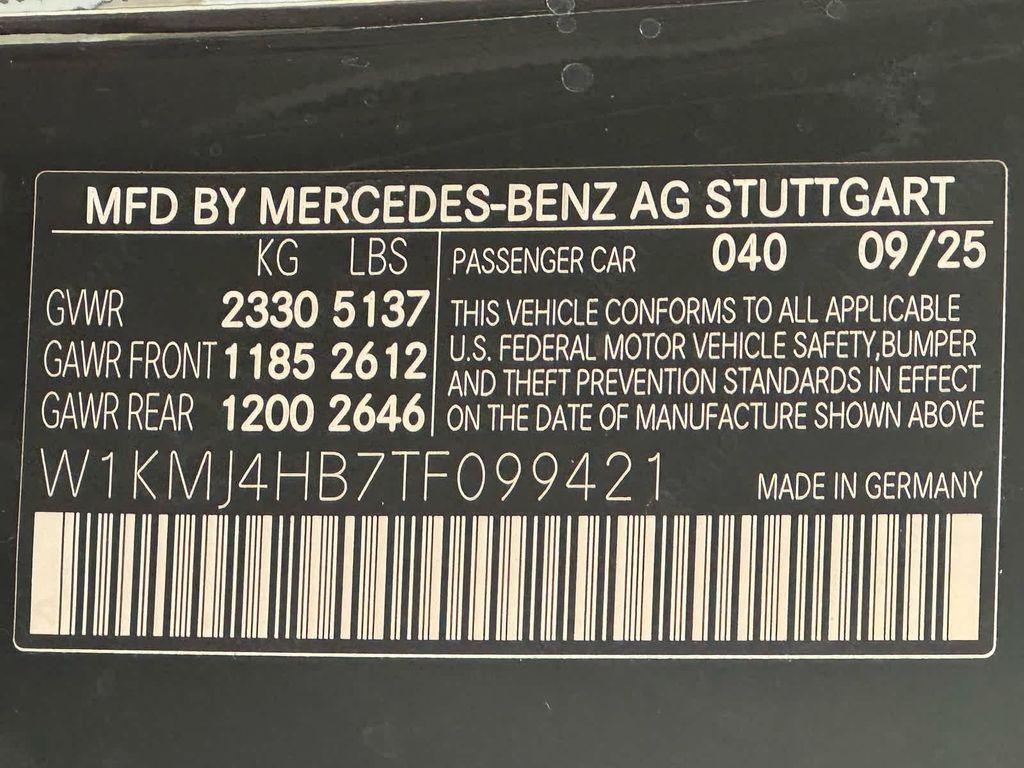 MFD BY MERCEDES-BENZ AG STUTTGART
KG LBS
GVWR 2330 5137
GAWR FRONT 1185 2612
GAWR REAR 1200 2646
PASSENGER CAR 040 09/25
THIS VEHICLE CONFORMS TO ALL APPLICABLE
U.S. FEDERAL MOTOR VEHICLE SAFETY,BUMPER
AND THEFT PREVENTION STANDARDS IN EFFECT
ON THE DATE OF MANUFACTURE SHOWN ABOVE
W1KMJ4HB7TF099421
MADE IN GERMANY